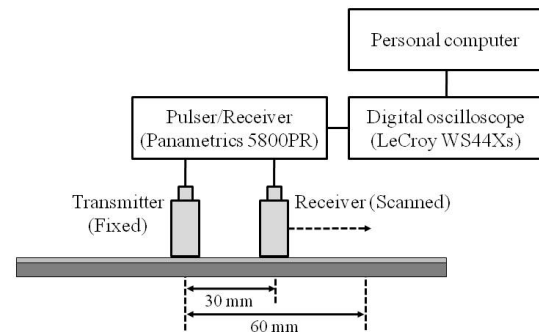 Personal computer
Pulser/Receiver
(Panametrics 5800PR)
Digital oscilloscope
(LeCroy WS44Xs)
Transmitter
(Fixed)
Receiver (Scanned)
30 mm
60 mm